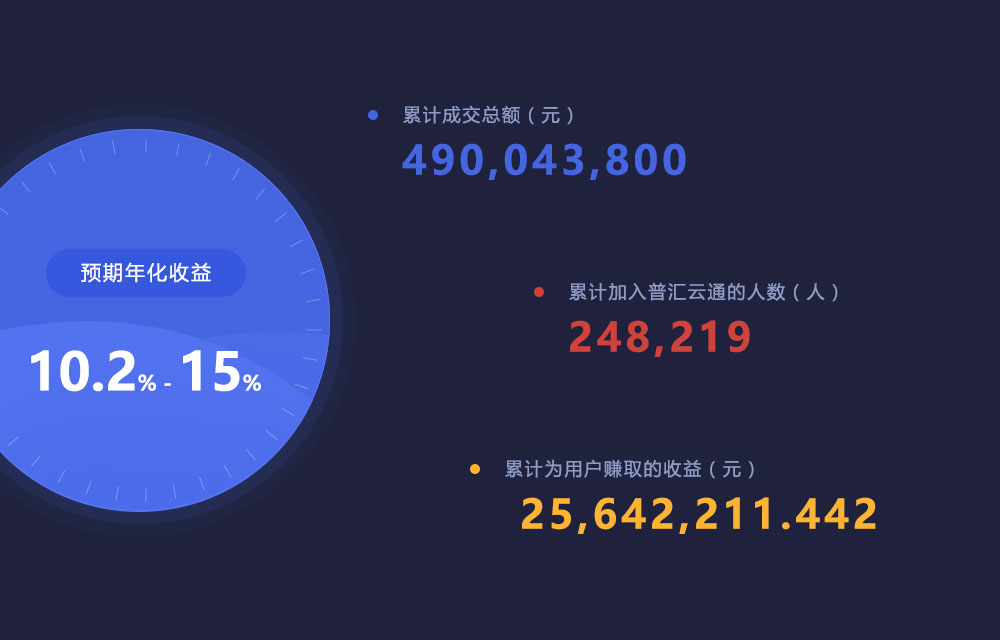 累计成交总额（元）
490,043,800
预期年化收益
10.2% - 15%
累计加入普汇云通的人数（人）
248,219
累计为用户赚取的收益（元）
25,642,211.442